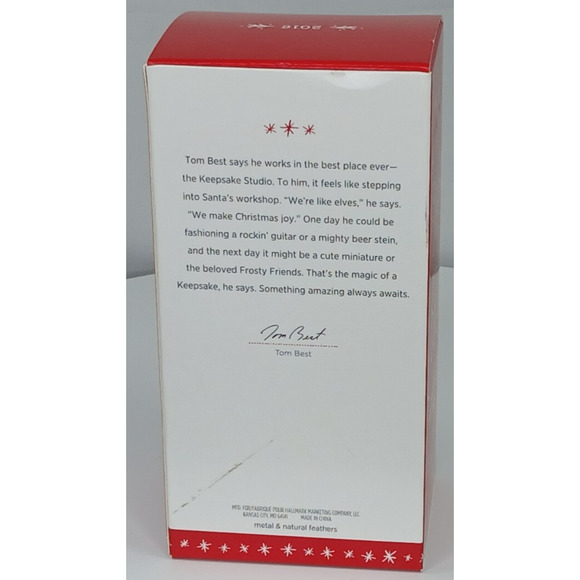 2016
Tom Best says he works in the best place ever—
the Keepsake Studio. To him, it feels like stepping
into Santa's workshop. "We're like elves," he says.
"We make Christmas joy." One day he could be
fashioning a rockin' guitar or a mighty beer stein,
and the next day it might be a cute miniature or
the beloved Frosty Friends. That's the magic of a
Keepsake, he says. Something amazing always awaits.
Tom Best
Tom Best
MFD. FOR/FABRIQUÉ POUR HALLMARK MARKETING COMPANY, LLC
KANSAS CITY, MO 64141 MADE IN CHINA
metal & natural feathers